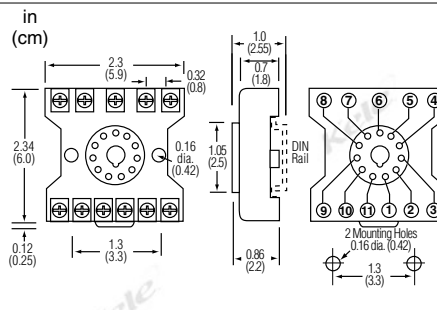 in
(cm)
2.3
(5.9)
0.32
(0.8)
2.34
(6.0)
0.16
dia.
(0.42)
0.12
(0.25)
1.3
(3.3)
1.0
(2.55)
0.7
(1.8)
1.05
(2.5)
DIN
Rail
0.86
(2.2)
8 7 6 5 4
9 10 11 1 2 3
2 Mounting Holes
0.16 dia. (0.42)
1.3
(3.3)
Kele
Kele